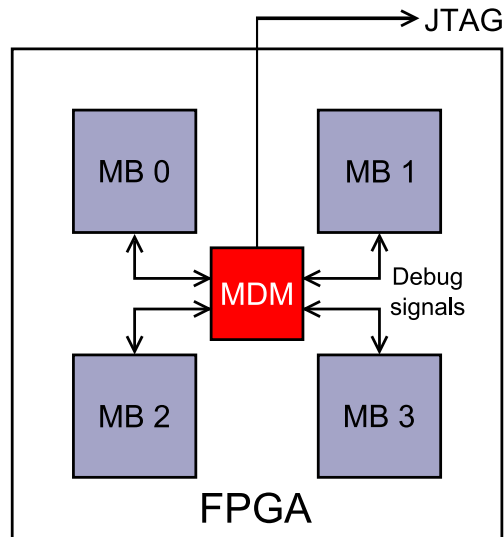 JTAG
MB 0
MB 1
MDM
Debug
signals
MB 2
MB 3
FPGA